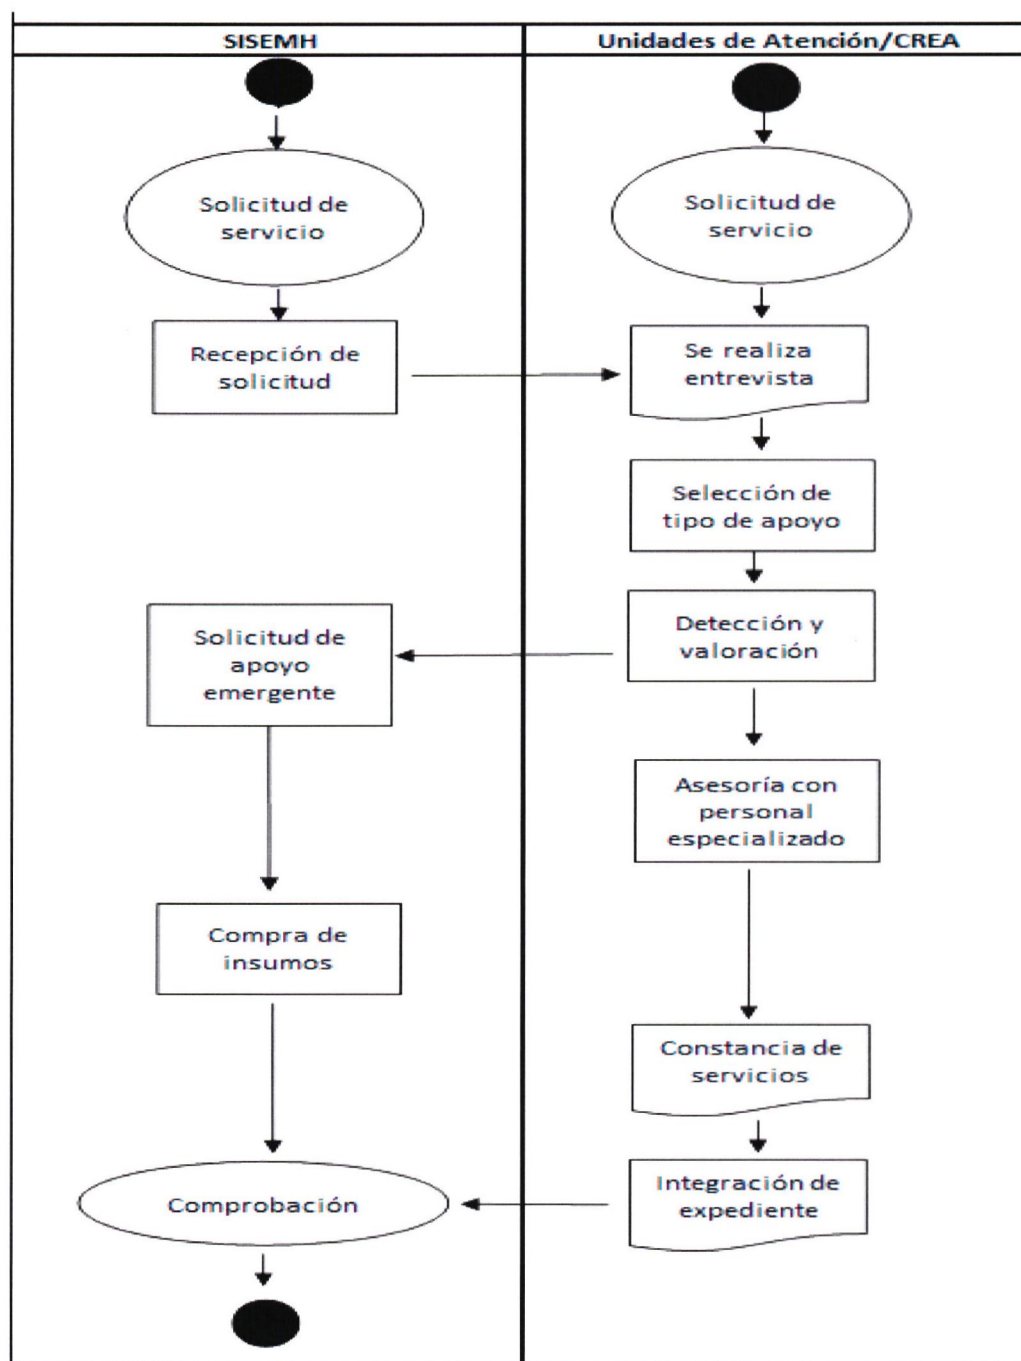 SISEMH
Unidades de Atención/CREA
Solicitud de
servicio
Solicitud de
servicio
Recepción de
solicitud
Se realiza
entrevista
Selección de
tipo de apoyo
Detección y
valoración
Solicitud de
apoyo
emergente
Asesoría con
personal
especializado
Compra de
insumos
Constancia de
servicios
Integración de
expediente
Comprobación